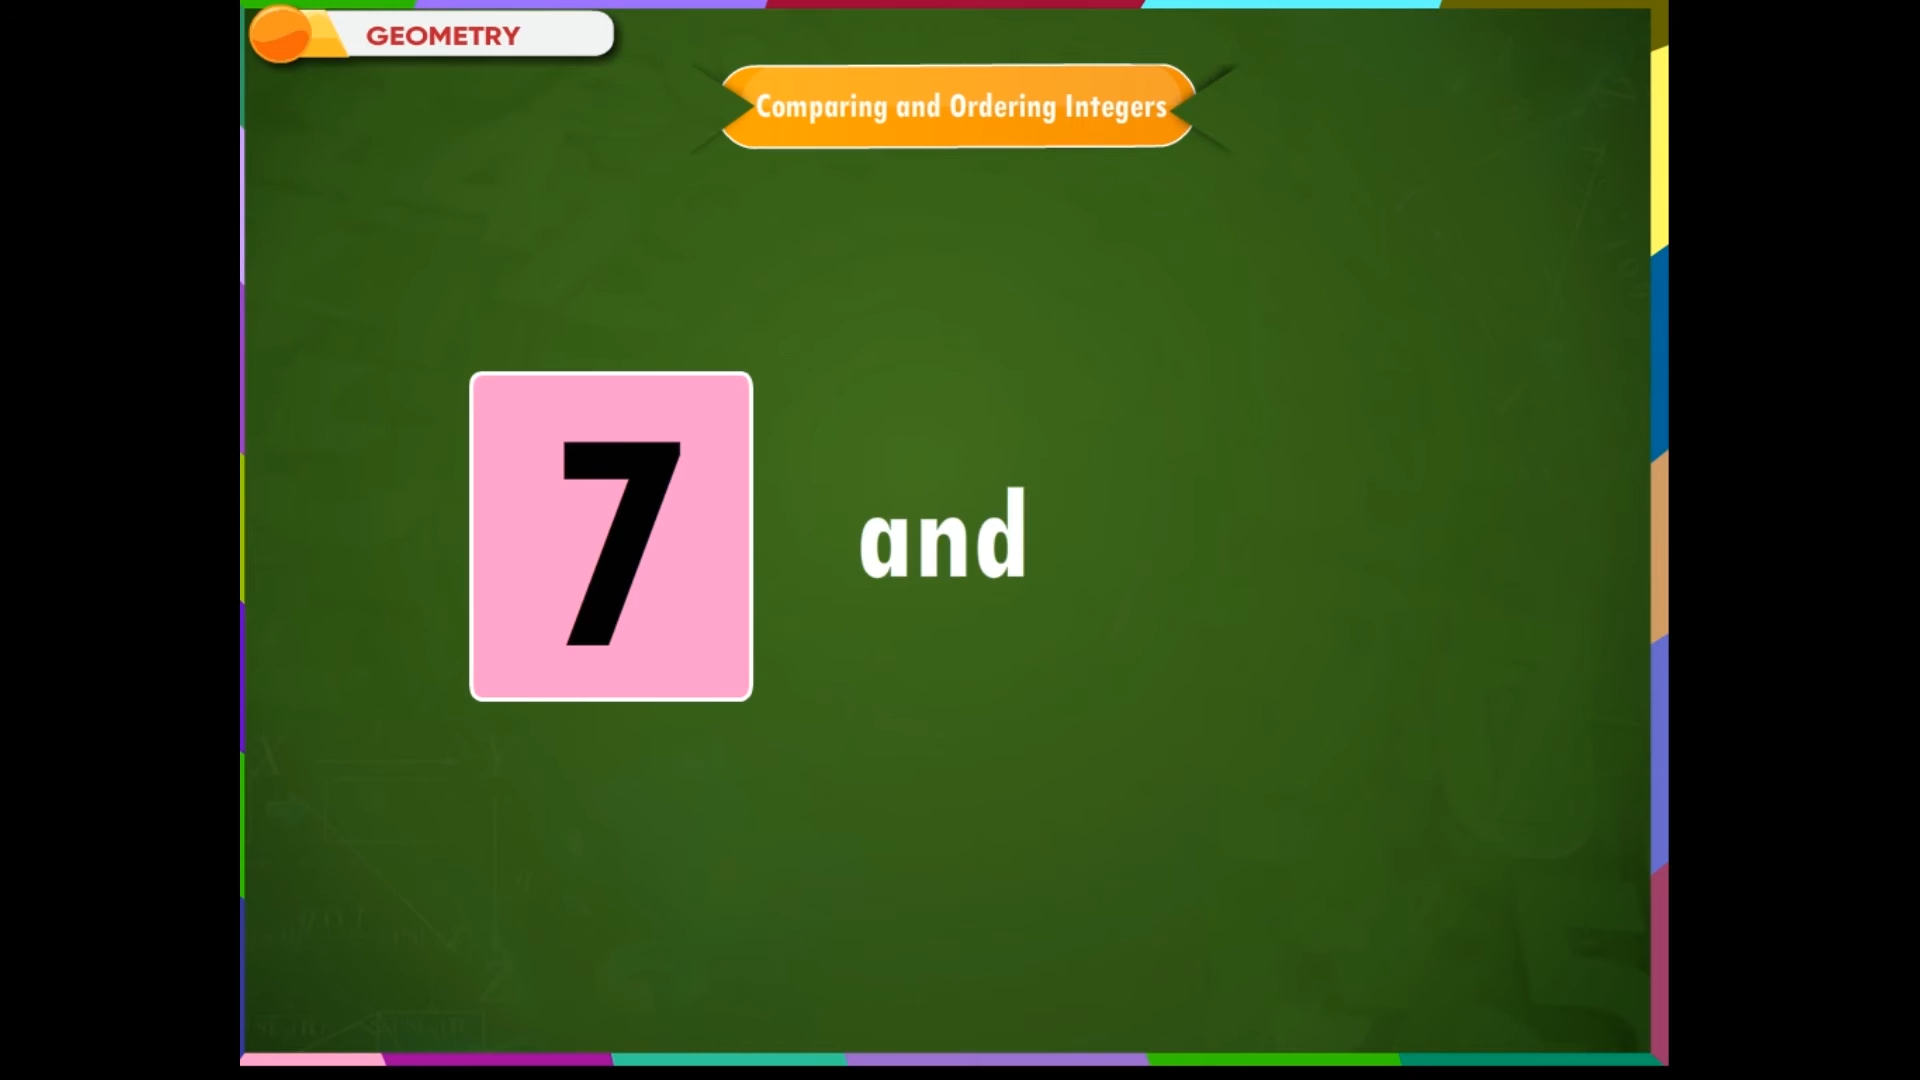 GEOMETRY
Comparing and Ordering Integers
7 and